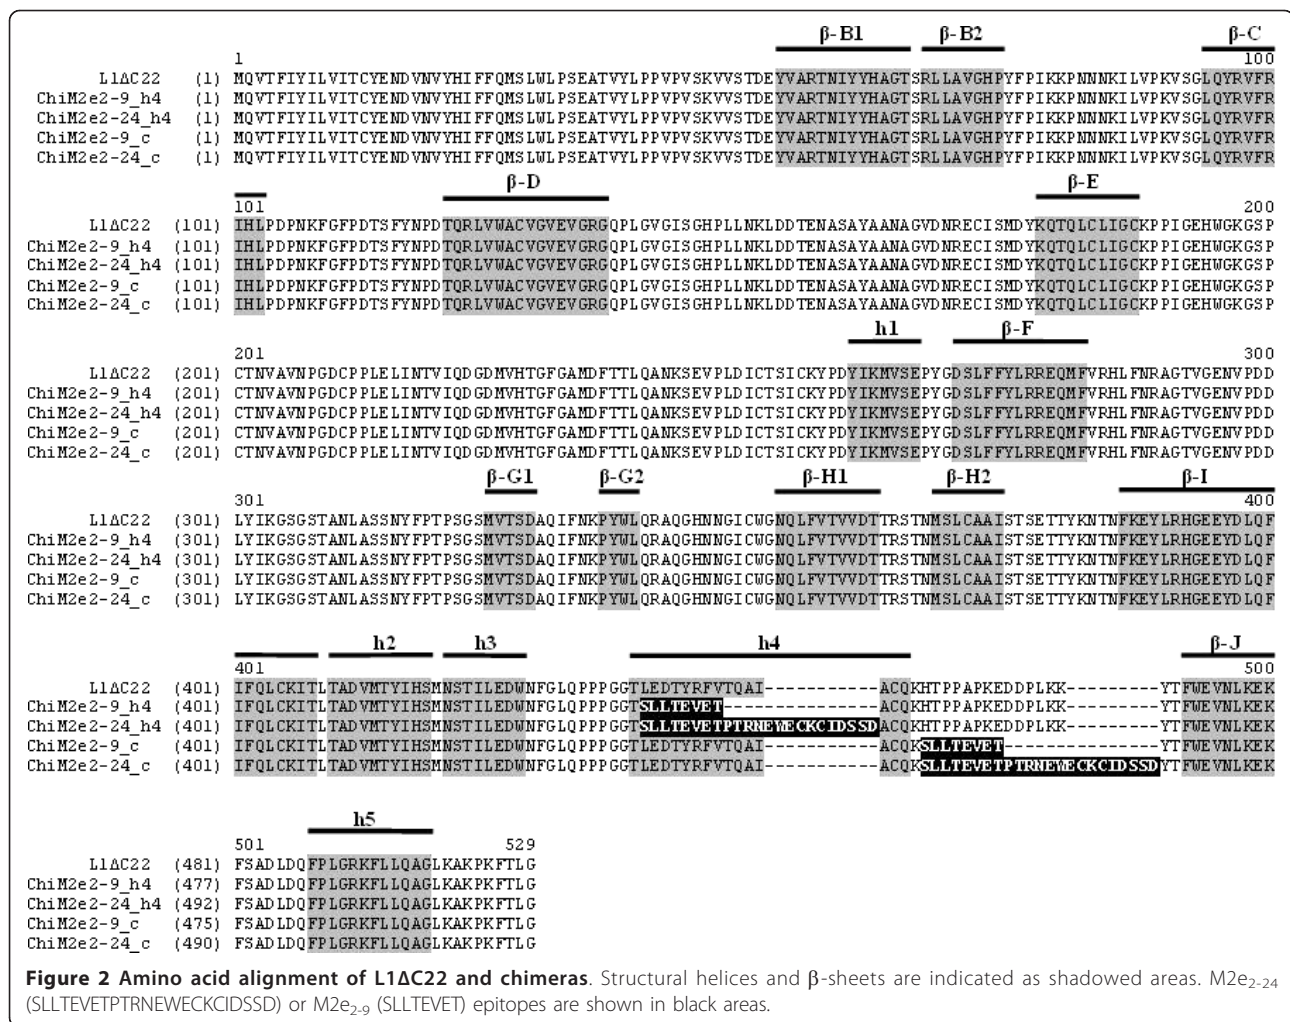 β-B1 β-B2 β-C
1 100
L1ΔC22 (1) MQVTFIYILVITCYENDVNVYHIFFQMSLWLPSEATVYLPPVPVSKVVSTDEYVARTNIYYHAGTSRLLAVGHPYFPIKKPNNNKILVPKVSGLQYRVFR
ChiM2e2-9_h4 (1) MQVTFIYILVITCYENDVNVYHIFFQMSLWLPSEATVYLPPVPVSKVVSTDEYVARTNIYYHAGTSRLLAVGHPYFPIKKPNNNKILVPKVSGLQYRVFR
ChiM2e2-24_h4 (1) MQVTFIYILVITCYENDVNVYHIFFQMSLWLPSEATVYLPPVPVSKVVSTDEYVARTNIYYHAGTSRLLAVGHPYFPIKKPNNNKILVPKVSGLQYRVFR
ChiM2e2-9_c (1) MQVTFIYILVITCYENDVNVYHIFFQMSLWLPSEATVYLPPVPVSKVVSTDEYVARTNIYYHAGTSRLLAVGHPYFPIKKPNNNKILVPKVSGLQYRVFR
ChiM2e2-24_c (1) MQVTFIYILVITCYENDVNVYHIFFQMSLWLPSEATVYLPPVPVSKVVSTDEYVARTNIYYHAGTSRLLAVGHPYFPIKKPNNNKILVPKVSGLQYRVFR
β-D β-E
101 200
L1ΔC22 (101) IHLPDPNKFGFPDTSFYNPDTQRLVWACVGVEVGRGQPLGVGISGHPLLNKLDDTENASAYAANAGVDNRECISMDYKQTQLCLIGCKPPIGEHWGKGSP
ChiM2e2-9_h4 (101) IHLPDPNKFGFPDTSFYNPDTQRLVWACVGVEVGRGQPLGVGISGHPLLNKLDDTENASAYAANAGVDNRECISMDYKQTQLCLIGCKPPIGEHWGKGSP
ChiM2e2-24_h4 (101) IHLPDPNKFGFPDTSFYNPDTQRLVWACVGVEVGRGQPLGVGISGHPLLNKLDDTENASAYAANAGVDNRECISMDYKQTQLCLIGCKPPIGEHWGKGSP
ChiM2e2-9_c (101) IHLPDPNKFGFPDTSFYNPDTQRLVWACVGVEVGRGQPLGVGISGHPLLNKLDDTENASAYAANAGVDNRECISMDYKQTQLCLIGCKPPIGEHWGKGSP
ChiM2e2-24_c (101) IHLPDPNKFGFPDTSFYNPDTQRLVWACVGVEVGRGQPLGVGISGHPLLNKLDDTENASAYAANAGVDNRECISMDYKQTQLCLIGCKPPIGEHWGKGSP
h1 β-F
201 300
L1ΔC22 (201) CTNVAVNPGDCPPLELINTVIQDGDMVHTGFGAMDFTTLQANKSEVPLDICTSICKYPDYIKMVSEPYGDSLFFYLRREQMFVRHLFNRAGTVGENVPDD
ChiM2e2-9_h4 (201) CTNVAVNPGDCPPLELINTVIQDGDMVHTGFGAMDFTTLQANKSEVPLDICTSICKYPDYIKMVSEPYGDSLFFYLRREQMFVRHLFNRAGTVGENVPDD
ChiM2e2-24_h4 (201) CTNVAVNPGDCPPLELINTVIQDGDMVHTGFGAMDFTTLQANKSEVPLDICTSICKYPDYIKMVSEPYGDSLFFYLRREQMFVRHLFNRAGTVGENVPDD
ChiM2e2-9_c (201) CTNVAVNPGDCPPLELINTVIQDGDMVHTGFGAMDFTTLQANKSEVPLDICTSICKYPDYIKMVSEPYGDSLFFYLRREQMFVRHLFNRAGTVGENVPDD
ChiM2e2-24_c (201) CTNVAVNPGDCPPLELINTVIQDGDMVHTGFGAMDFTTLQANKSEVPLDICTSICKYPDYIKMVSEPYGDSLFFYLRREQMFVRHLFNRAGTVGENVPDD
β-G1 β-G2 β-H1 β-H2 β-I
301 400
L1ΔC22 (301) LYIKGSGSTANLASSNYFPTPSGSMVTSDAQIFNKPYWLQRAQGHNNGICWGNQLFVTVVDTTRSTNMSLCAAISTSETTYKNTNFKEYLRHGEEYDLQF
ChiM2e2-9_h4 (301) LYIKGSGSTANLASSNYFPTPSGSMVTSDAQIFNKPYWLQRAQGHNNGICWGNQLFVTVVDTTRSTNMSLCAAISTSETTYKNTNFKEYLRHGEEYDLQF
ChiM2e2-24_h4 (301) LYIKGSGSTANLASSNYFPTPSGSMVTSDAQIFNKPYWLQRAQGHNNGICWGNQLFVTVVDTTRSTNMSLCAAISTSETTYKNTNFKEYLRHGEEYDLQF
ChiM2e2-9_c (301) LYIKGSGSTANLASSNYFPTPSGSMVTSDAQIFNKPYWLQRAQGHNNGICWGNQLFVTVVDTTRSTNMSLCAAISTSETTYKNTNFKEYLRHGEEYDLQF
ChiM2e2-24_c (301) LYIKGSGSTANLASSNYFPTPSGSMVTSDAQIFNKPYWLQRAQGHNNGICWGNQLFVTVVDTTRSTNMSLCAAISTSETTYKNTNFKEYLRHGEEYDLQF
h2 h3 h4 β-J
401 500
L1ΔC22 (401) IFQLCKITLTADVMTYIHSMNSTILEDWNFGLQPPPGGTLEDTYRFVTQAI-----------ACQKHTPPAPKEDDPLKK---------YTFWEVNLKEK
ChiM2e2-9_h4 (401) IFQLCKITLTADVMTYIHSMNSTILEDWNFGLQPPPGGTSLLTEVET---------------ACQKHTPPAPKEDDPLKK---------YTFWEVNLKEK
ChiM2e2-24_h4 (401) IFQLCKITLTADVMTYIHSMNSTILEDWNFGLQPPPGGTSLLTEVETPTRNEWECKCIDSSDACQKHTPPAPKEDDPLKK---------YTFWEVNLKEK
ChiM2e2-9_c (401) IFQLCKITLTADVMTYIHSMNSTILEDWNFGLQPPPGGTLEDTYRFVTQAI-----------ACQKSLLTEVET---------------YTFWEVNLKEK
ChiM2e2-24_c (401) IFQLCKITLTADVMTYIHSMNSTILEDWNFGLQPPPGGTLEDTYRFVTQAI-----------ACQKSLLTEVETPTRNEWECKCIDSSDYTFWEVNLKEK
h5
501 529
L1ΔC22 (481) FSADLDQFPLGRKFLLQAGLKAKPKFTLG
ChiM2e2-9_h4 (477) FSADLDQFPLGRKFLLQAGLKAKPKFTLG
ChiM2e2-24_h4 (492) FSADLDQFPLGRKFLLQAGLKAKPKFTLG
ChiM2e2-9_c (475) FSADLDQFPLGRKFLLQAGLKAKPKFTLG
ChiM2e2-24_c (490) FSADLDQFPLGRKFLLQAGLKAKPKFTLG
Figure 2 Amino acid alignment of L1ΔC22 and chimeras. Structural helices and β-sheets are indicated as shadowed areas. M2e2-24
(SLLTEVETPTRNEWECKCIDSSD) or M2e2-9 (SLLTEVET) epitopes are shown in black areas.